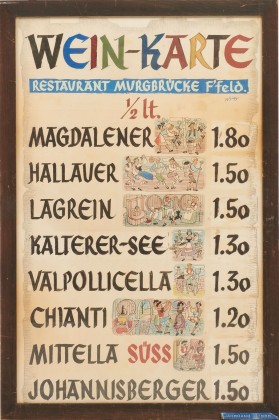 WEIN-KARTE
RESTAURANT MURGBRÜCKE F'feld.
1/2 lt.
MAGDALENER 1.80
HALLAUER 1.50
LAGREIN 1.50
KALTERER-SEE 1.30
VALPOLLICELLA 1.30
CHIANTI 1.20
MITTELLA SÜSS 1.50
JOHANNISBERGER 1.50